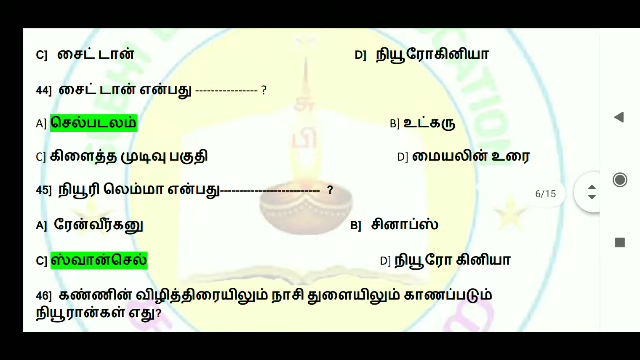 C] சைட் டான் D] நியூரோகினியா
44] சைட் டான் என்பது ---------------- ?
A] செல்படலம் B] உட்கரு
C] கிளைத்த முடிவு பகுதி D] மையலின் உரை
45] நியூரி லெம்மா என்பது------------------------- ?
6/15
A] ரேன்வீர்கனு B] சினாப்ஸ்
C] ஸ்வான்செல் D] நியூரோ கினியா
46] கண்ணின் விழித்திரையிலும் நாசி துளையிலும் காணப்படும்
நியூரான்கள் எது?
சு
பி